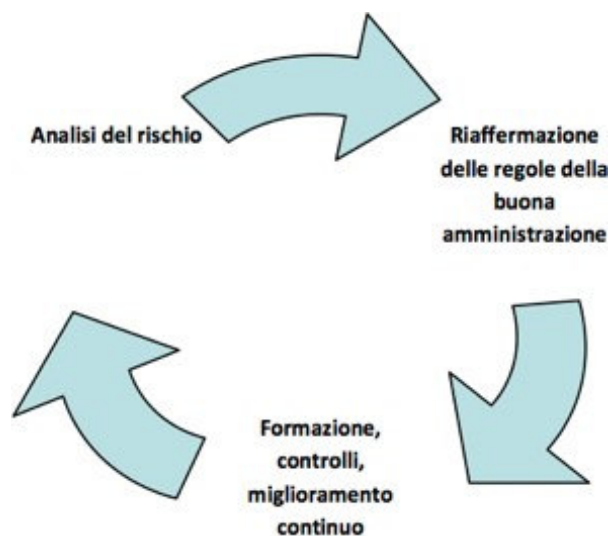 Analisi del rischio
Riaffermazione
delle regole della
buona
amministrazione
Formazione,
controlli,
miglioramento
continuo